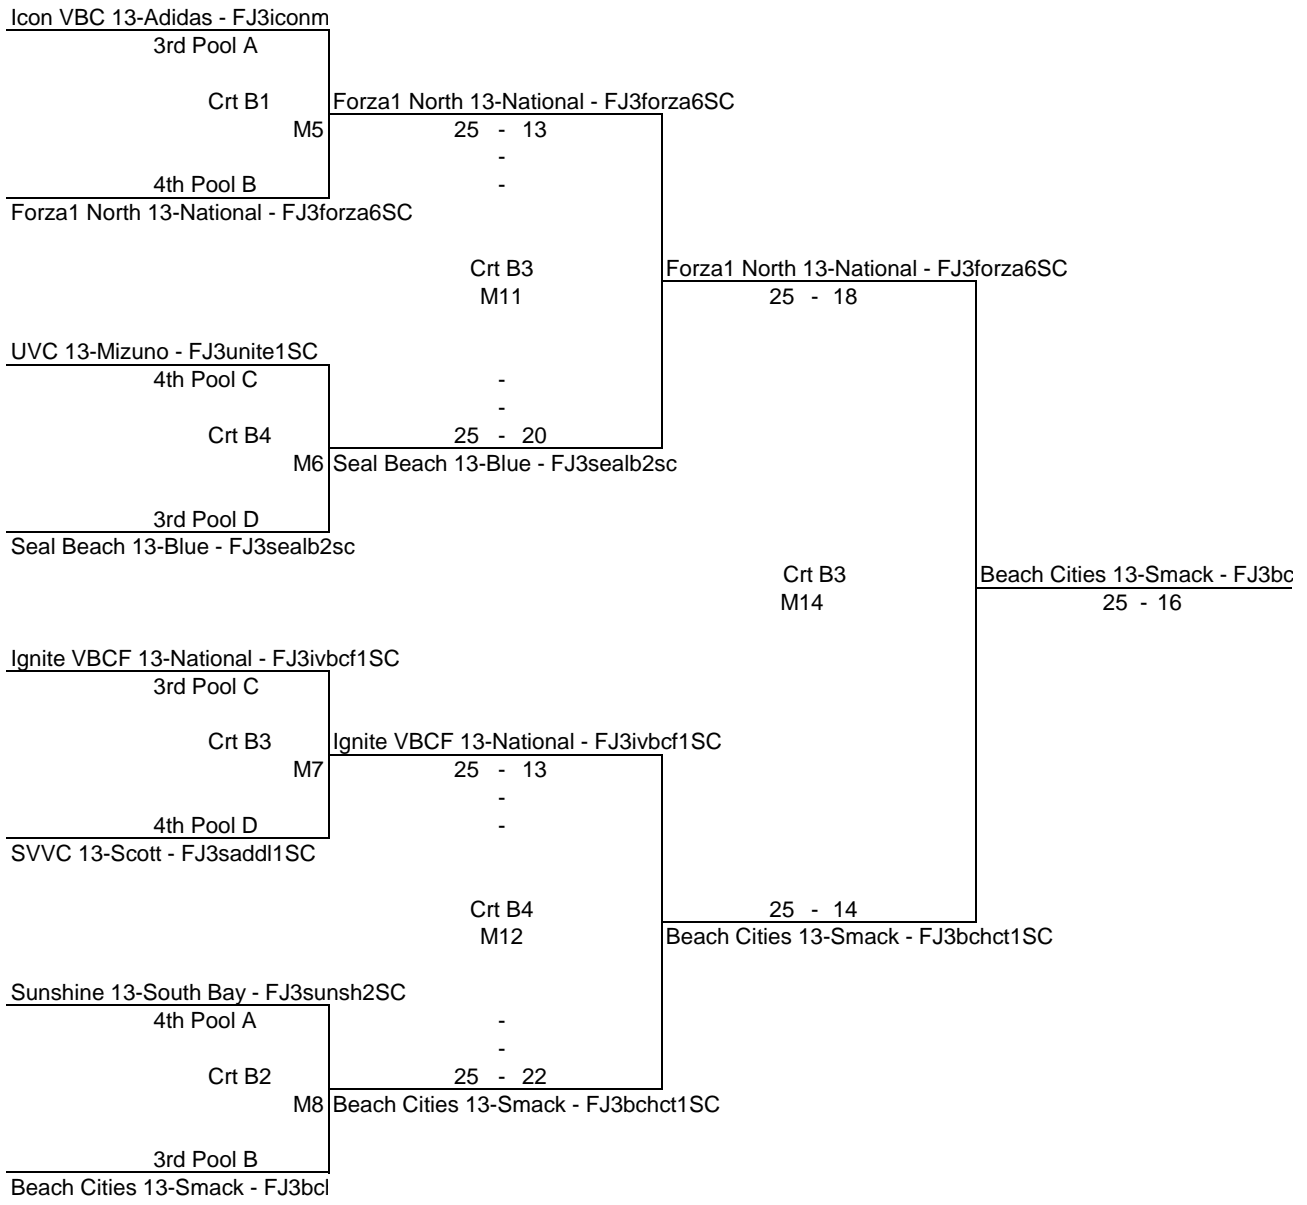 Icon VBC 13-Adidas - FJ3iconm
3rd Pool A
Crt B1
Forza1 North 13-National - FJ3forza6SC
M5
25 - 13
-
4th Pool B
-
Forza1 North 13-National - FJ3forza6SC
Crt B3
Forza1 North 13-National - FJ3forza6SC
M11
25 - 18
UVC 13-Mizuno - FJ3unite1SC
4th Pool C
-
-
Crt B4
25 - 20
M6
Seal Beach 13-Blue - FJ3sealb2sc
3rd Pool D
Seal Beach 13-Blue - FJ3sealb2sc
Crt B3
Beach Cities 13-Smack - FJ3bc
M14
25 - 16
Ignite VBCF 13-National - FJ3ivbcf1SC
3rd Pool C
Crt B3
Ignite VBCF 13-National - FJ3ivbcf1SC
M7
25 - 13
-
4th Pool D
-
SVVC 13-Scott - FJ3saddl1SC
Crt B4
25 - 14
M12
Beach Cities 13-Smack - FJ3bchct1SC
Sunshine 13-South Bay - FJ3sunsh2SC
4th Pool A
-
-
Crt B2
25 - 22
M8
Beach Cities 13-Smack - FJ3bchct1SC
3rd Pool B
Beach Cities 13-Smack - FJ3bcl